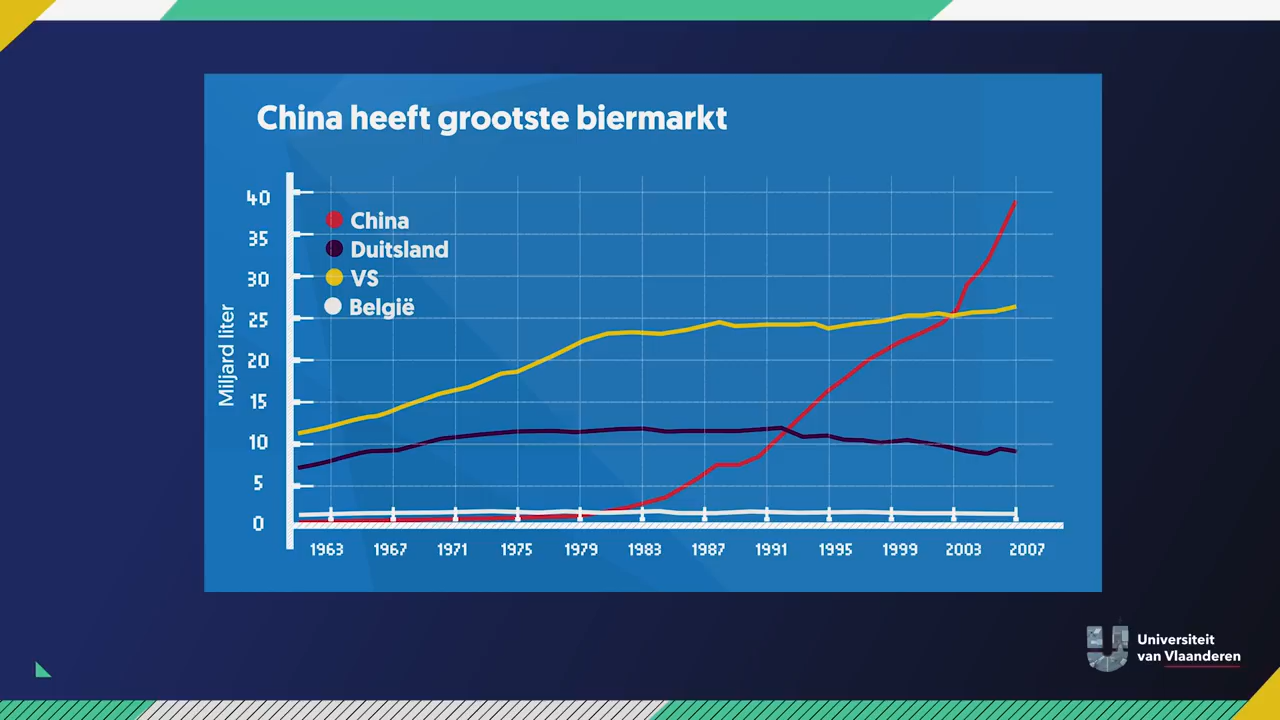 China heeft grootste biermarkt
40
35
30
25
20
15
10
5
0
Miljard liter
China
Duitsland
VS
België
1963 1967 1971 1975 1979 1983 1987 1991 1995 1999 2003 2007
Universiteit
van Vlaanderen